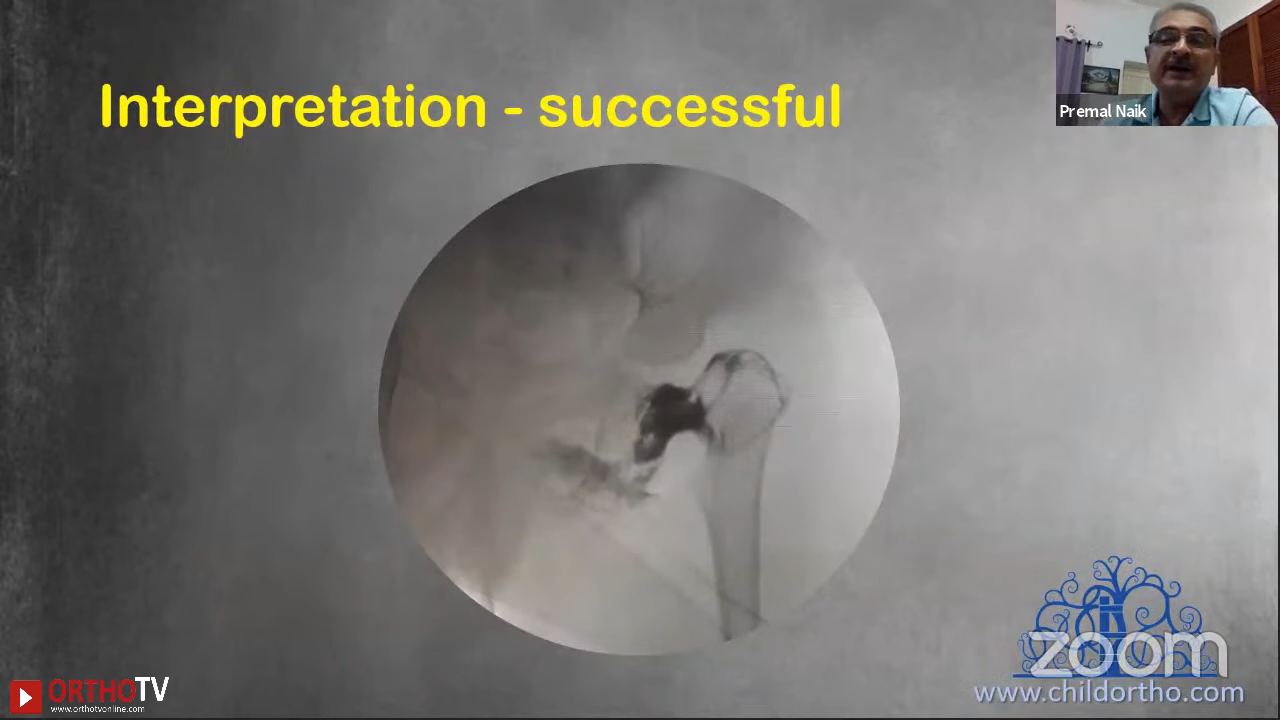 Interpretation - successful
Premal Naik
zoom
www.childortho.com
ORTHOTV
www.orthotvonline.com